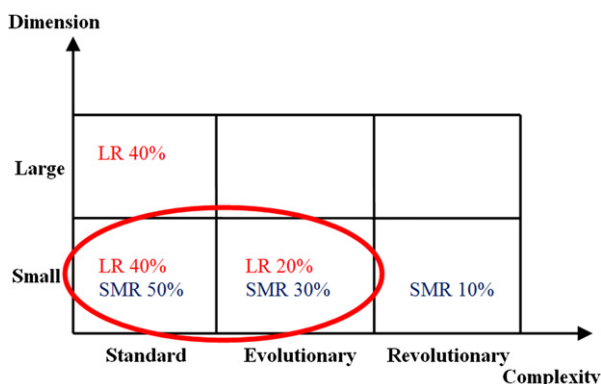 Dimension
Large
LR 40%
Small
LR 40%
SMR 50%
LR 20%
SMR 30%
SMR 10%
Standard
Evolutionary
Revolutionary
Complexity